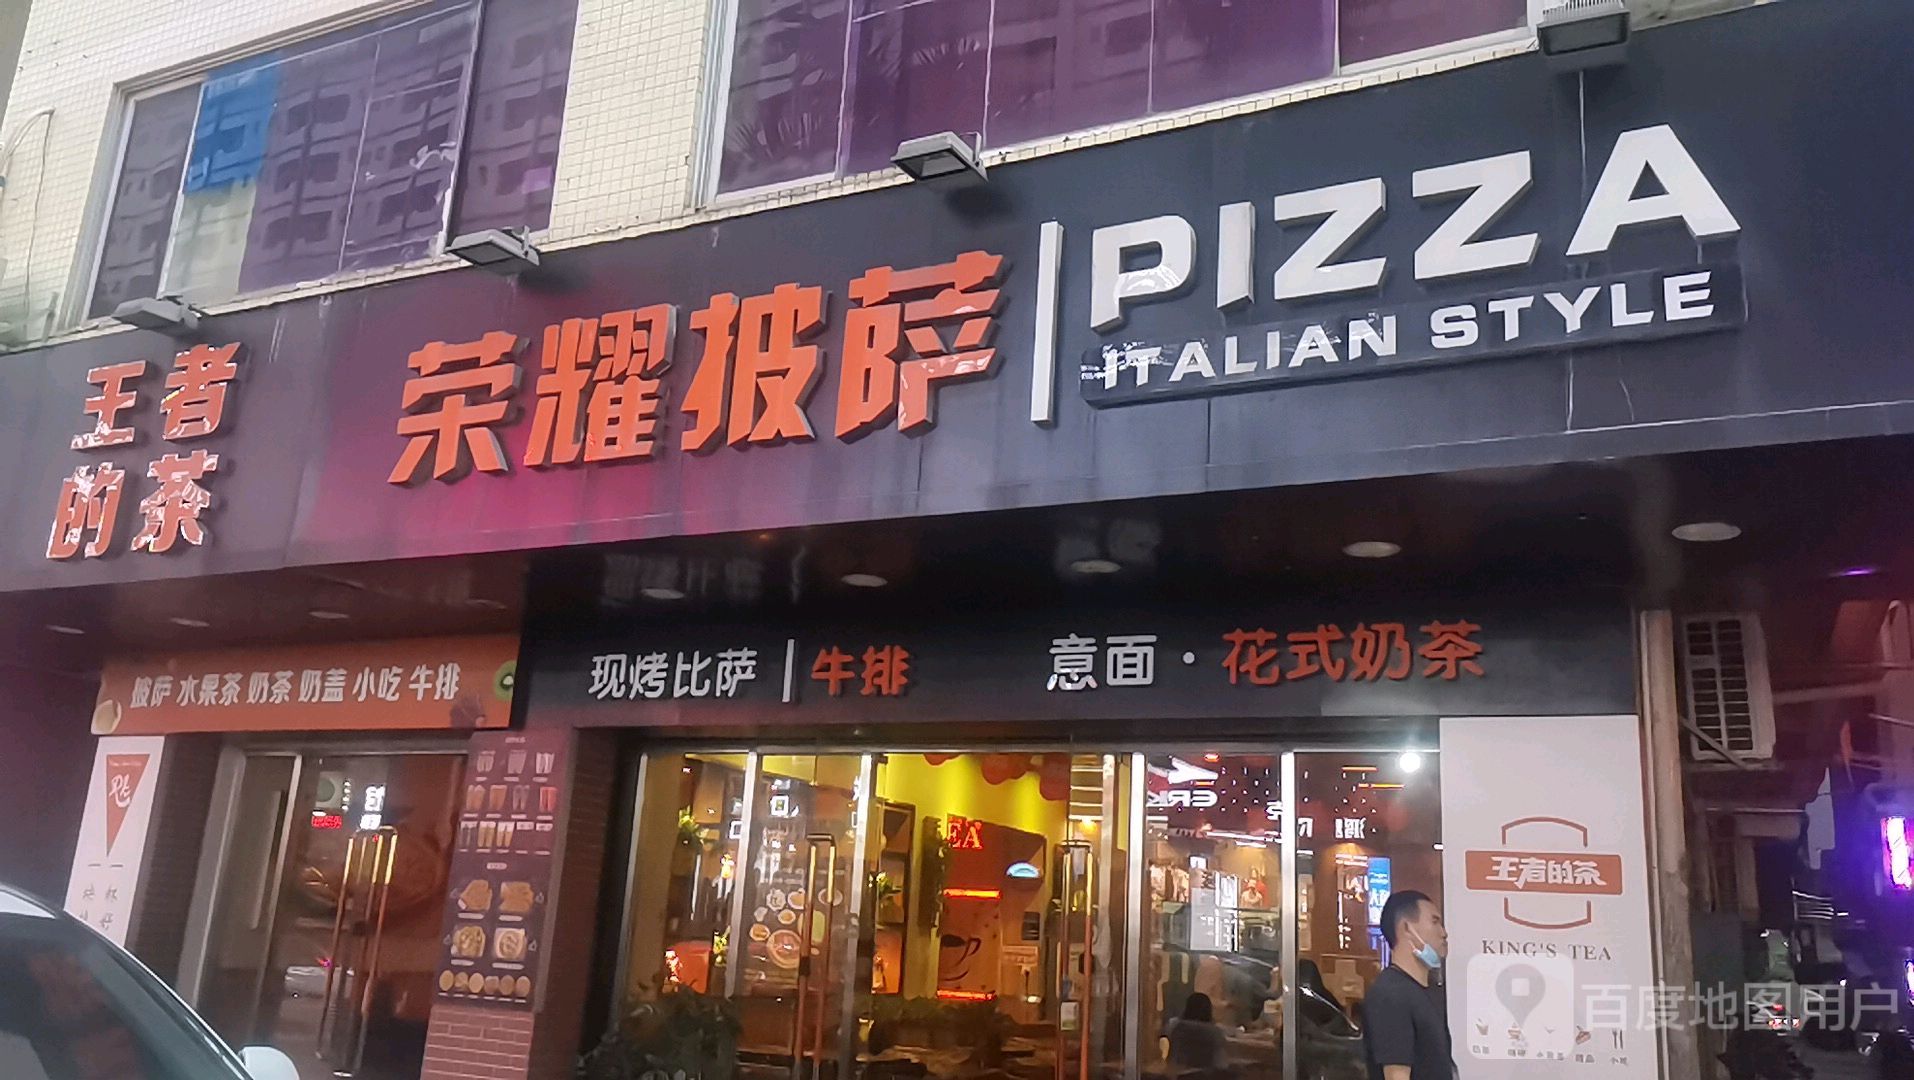 王者
的茶
荣耀披萨
PIZZA
ITALIAN STYLE
披萨 水果茶 奶茶 奶盖 小吃 牛排
现烤比萨 | 牛排
意面·花式奶茶
EA
ERK
王者的茶
KING'S TEA
百度地图用户